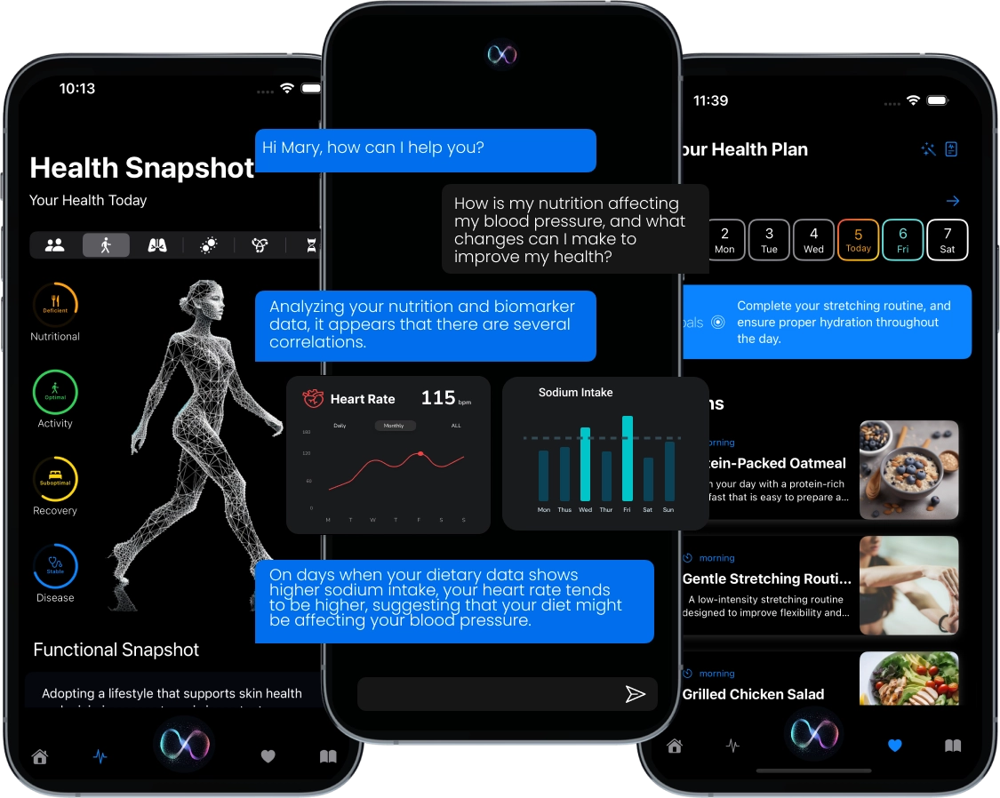 10:13
Health Snapshot
Your Health Today
Deficient
Nutritional
Optimal
Activity
Suboptimal
Recovery
Stable
Disease
Functional Snapshot
Adopting a lifestyle that supports skin health
Hi Mary, how can I help you?
How is my nutrition affecting
my blood pressure, and what
changes can I make to
improve my health?
Analyzing your nutrition and biomarker
data, it appears that there are several
correlations.
Heart Rate 115 bpm
Daily Monthly ALL
180
120
60
0
M T W T F S S
Sodium Intake
Mon Thus Wed Thur Fri Sat Sun
On days when your dietary data shows
higher sodium intake, your heart rate tends
to be higher, suggesting that your diet might
be affecting your blood pressure.
11:39
our Health Plan
2 3 4 5 6 7
Mon Tue Wed Today Fri Sat
oals
Complete your stretching routine, and
ensure proper hydration throughout
the day.
ns
orning
tein-Packed Oatmeal
n your day with a protein-rich
fast that is easy to prepare a...
morning
Gentle Stretching Routi...
A low-intensity stretching routine
designed to improve flexibility and...
morning
Grilled Chicken Salad